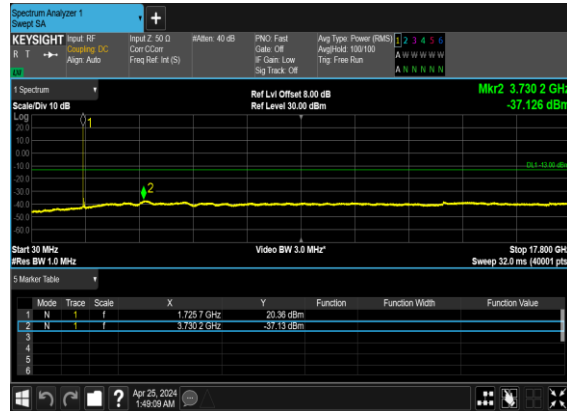 Spectrum Analyzer 1
Swept SA
KEYSIGHT
R T
Input: RF
Coupling: DC
Align: Auto
Input Z: 50 Ω
Corr CCorr
Freq Ref: Int (S)
#Atten: 40 dB
PNO: Fast
Gate: Off
IF Gain: Low
Sig Track: Off
Avg Type: Power (RMS)
Avg|Hold: 100/100
Trig: Free Run
1 2 3 4 5 6
A W W W W W
A N N N N N
1 Spectrum
Scale/Div 10 dB
Ref Lvl Offset 8.00 dB
Ref Level 30.00 dBm
Mkr2 3.730 2 GHz
-37.126 dBm
Log
20.0
10.0
0.00
-10.0
-20.0
-30.0
-40.0
-50.0
-60.0
1
2
DL1 -13.00 dBm
Start 30 MHz
#Res BW 1.0 MHz
Video BW 3.0 MHz*
Stop 17.800 GHz
Sweep 32.0 ms (40001 pts)
5 Marker Table
Mode Trace Scale X Y Function Function Width Function Value
1 N 1 f 1.725 7 GHz 20.36 dBm
2 N 1 f 3.730 2 GHz -37.13 dBm
3
4
5
6
?
Apr 25, 2024
1:49:09 AM